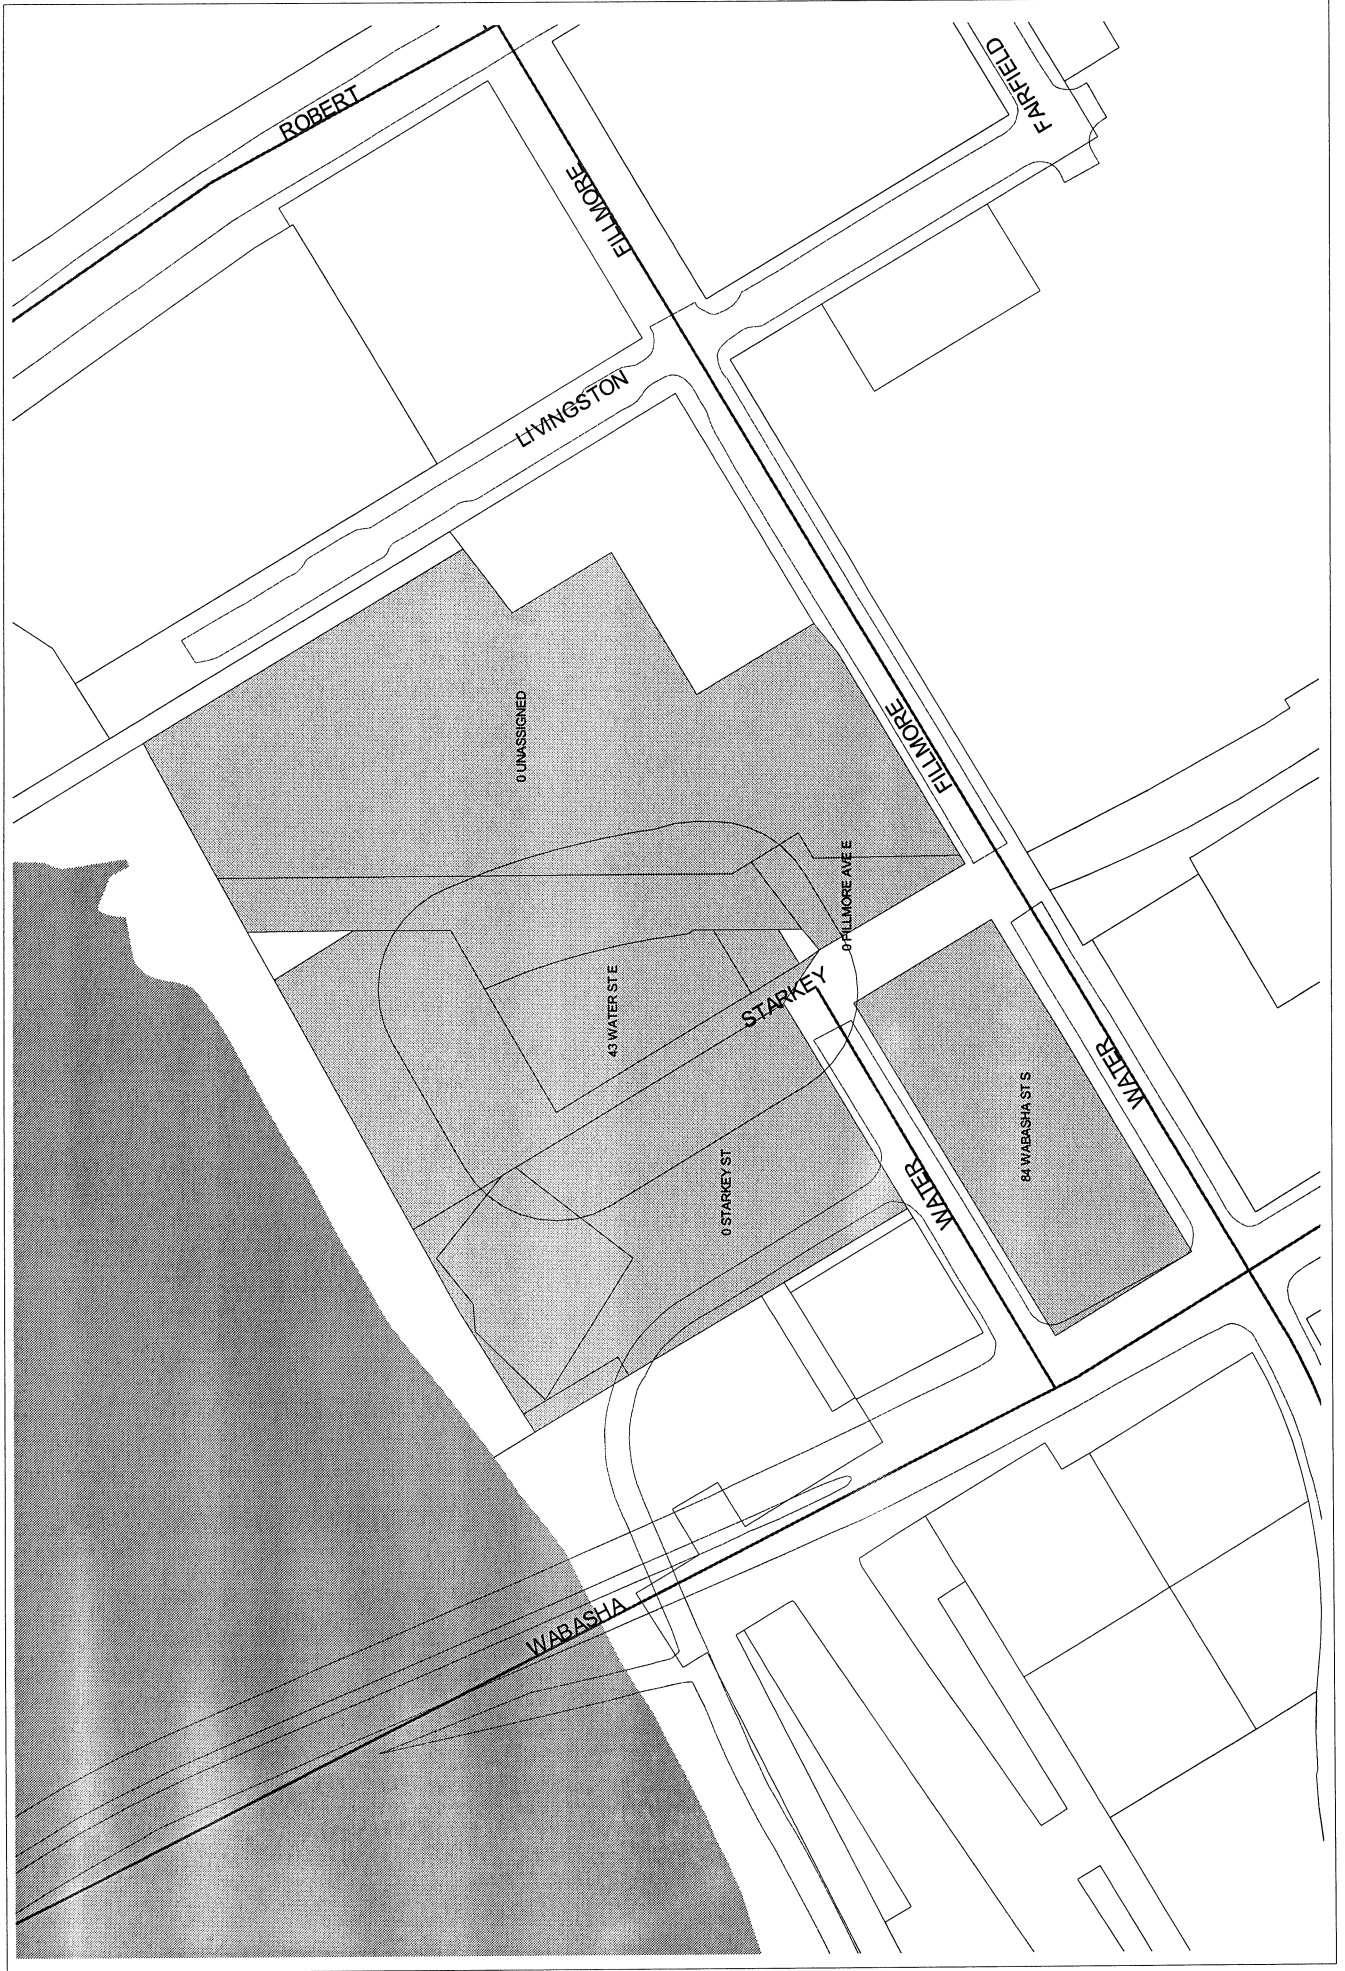 FAIRFIELD
ROBERT
FILLMORE
LIVINGSTON
0 UNASSIGNED
FILLMORE
0 FILLMORE AVE E
43 WATER ST E
STARKEY
WATER
84 WABASHA ST S
0 STARKEY ST
WATER
WABASHA